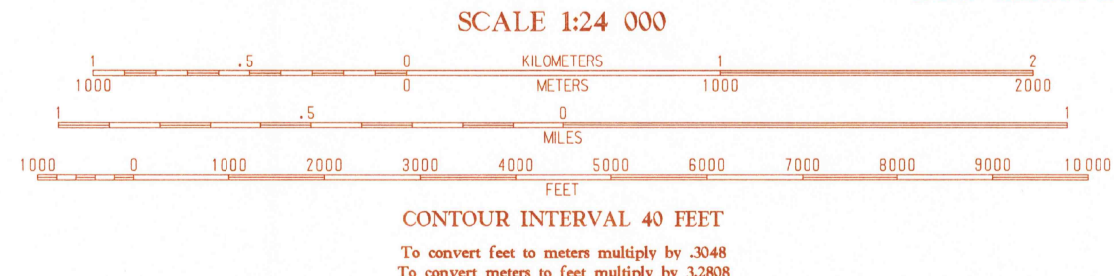 SCALE 1:24 000
1 .5 0 KILOMETERS 1 2
1000 0 METERS 1000 2000
1 .5 0 1
MILES
1000 0 1000 2000 3000 4000 5000 6000 7000 8000 9000 10 000
FEET
CONTOUR INTERVAL 40 FEET
To convert feet to meters multiply by .3048
To convert meters to feet multiply by 3.2808